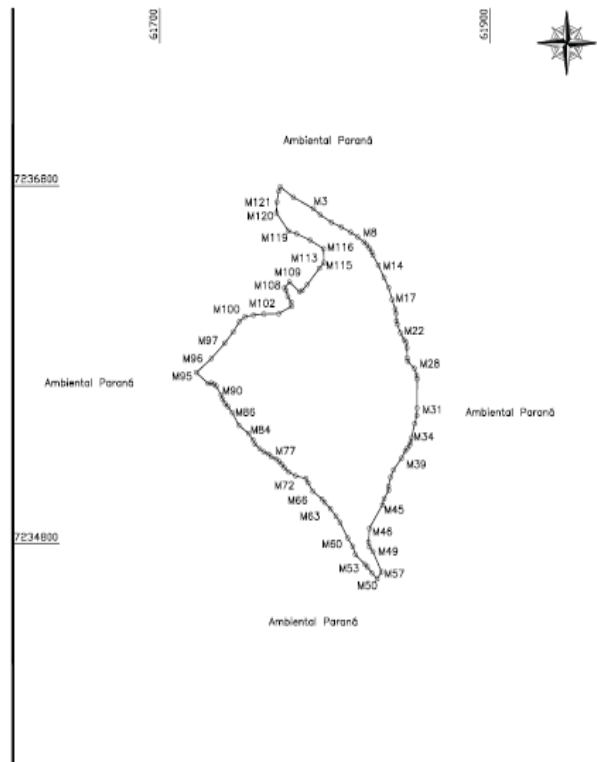 61700
61900
Ambiental Paraná
7236800
M3
M121
M120
M8
M119
M116
M113
M115
M14
M109
M108
M17
M102
M100
M22
M97
M96
M28
M95
Ambiental Paraná
M90
M31
Ambiental Paraná
M86
M84
M34
M77
M39
M72
M66
M45
M63
M46
7234800
M60
M49
M53
M57
M50
Ambiental Paraná